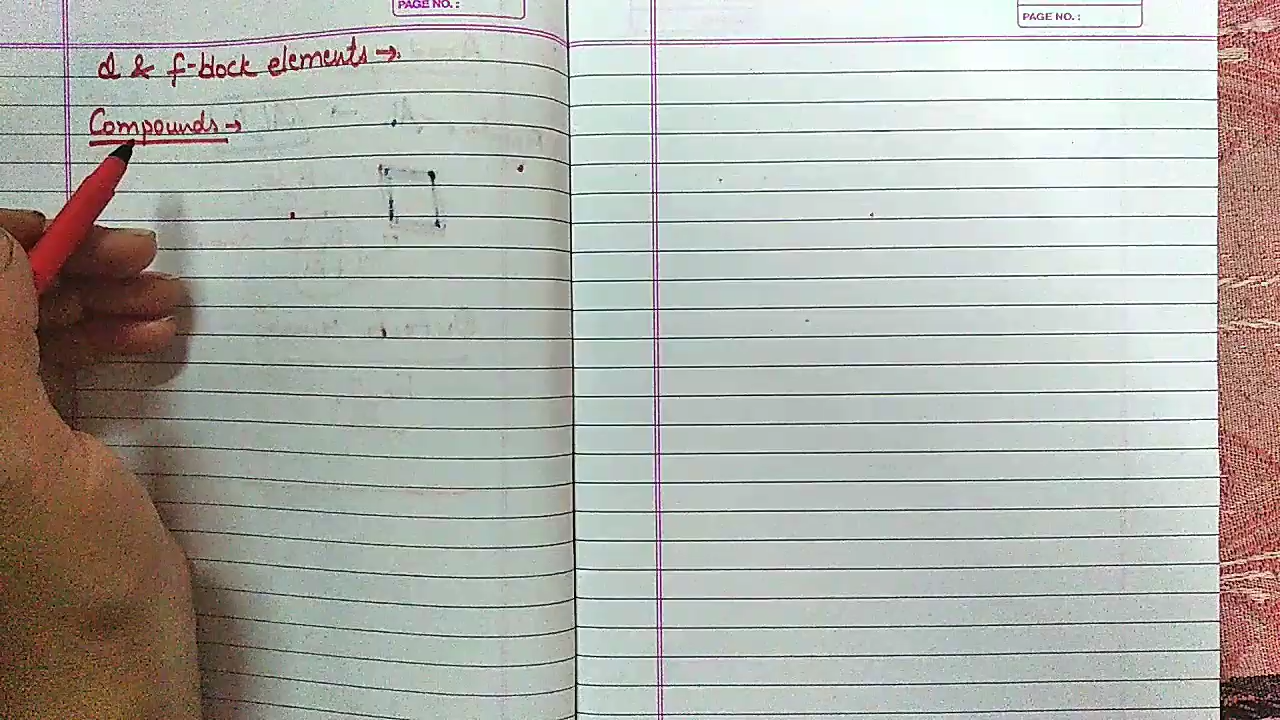 PAGE NO. :
PAGE NO. :
d & f-block elements →
Compounds →